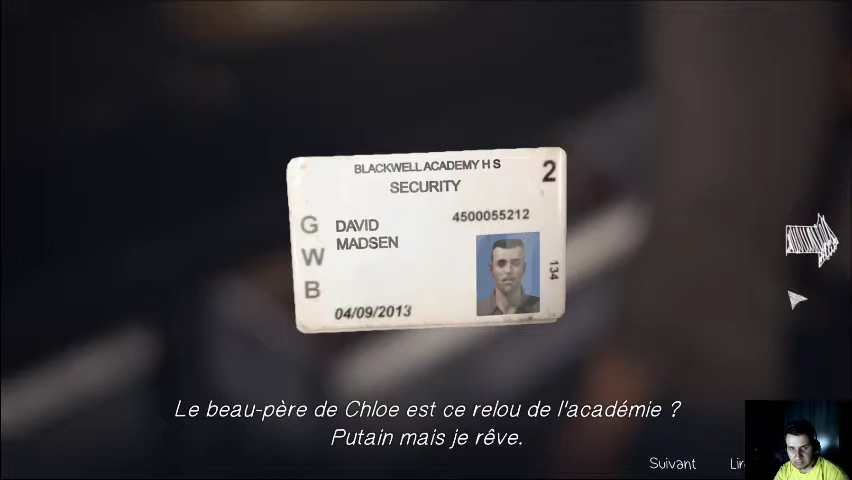 BLACKWELL ACADEMY H S
SECURITY
2
G
W
B
DAVID
MADSEN
4500055212
134
04/09/2013
Le beau-père de Chloe est ce relou de l'académie ?
Putain mais je rêve.
Suivant